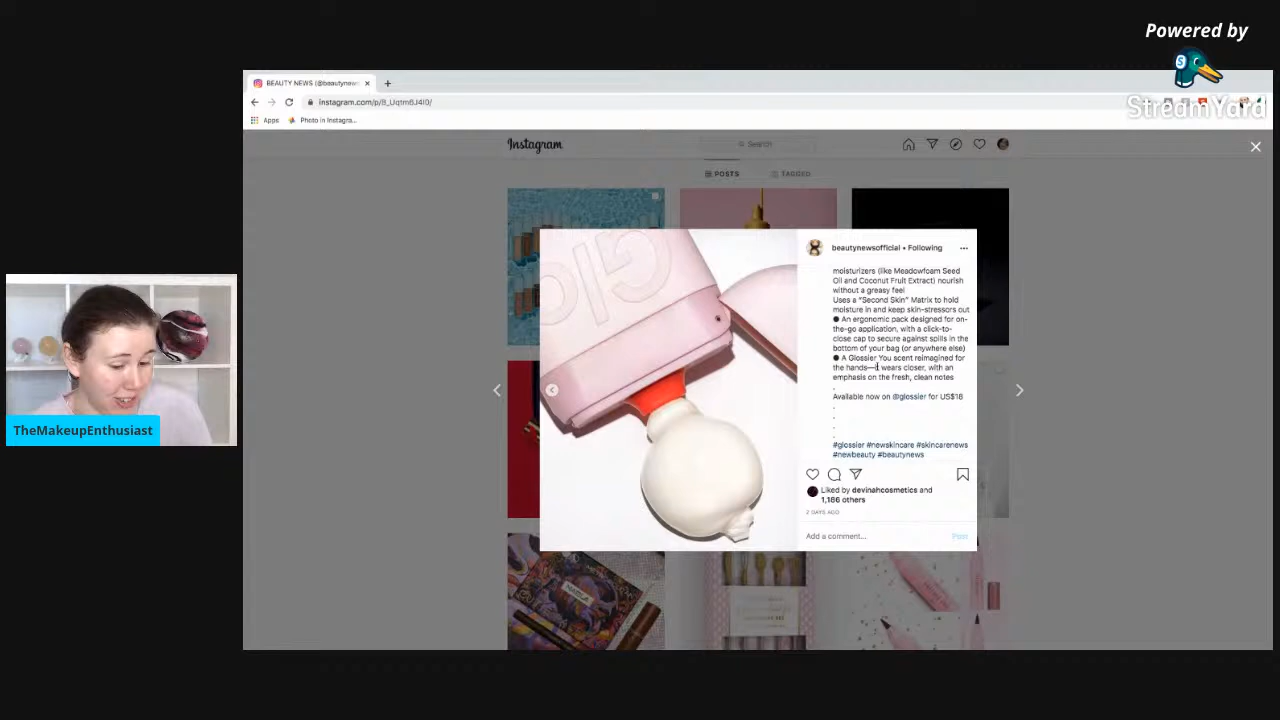 Powered by
StreamYard
BEAUTY NEWS (@beautynew
instagram.com/p/B_Uqtm6J4I0/
Apps
Photo in Instagra...
Instagram
Search
POSTS
TAGGED
beautynewsofficial • Following
moisturizers (like Meadowfoam Seed
Oil and Coconut Fruit Extract) nourish
without a greasy feel
Uses a “Second Skin” Matrix to hold
moisture in and keep skin-stressors out
● An ergonomic pack designed for on-
the-go application, with a click-to-
close cap to secure against spills in the
bottom of your bag (or anywhere else)
● A Glossier You scent reimagined for
the hands—it wears closer, with an
emphasis on the fresh, clean notes
.
Available now on @glossier for US$18
.
.
.
.
#glossier #newskincare #skincarenews
#newbeauty #beautynews
Liked by devinahcosmetics and
1,186 others
2 DAYS AGO
Add a comment...
Post
TheMakeupEnthusiast